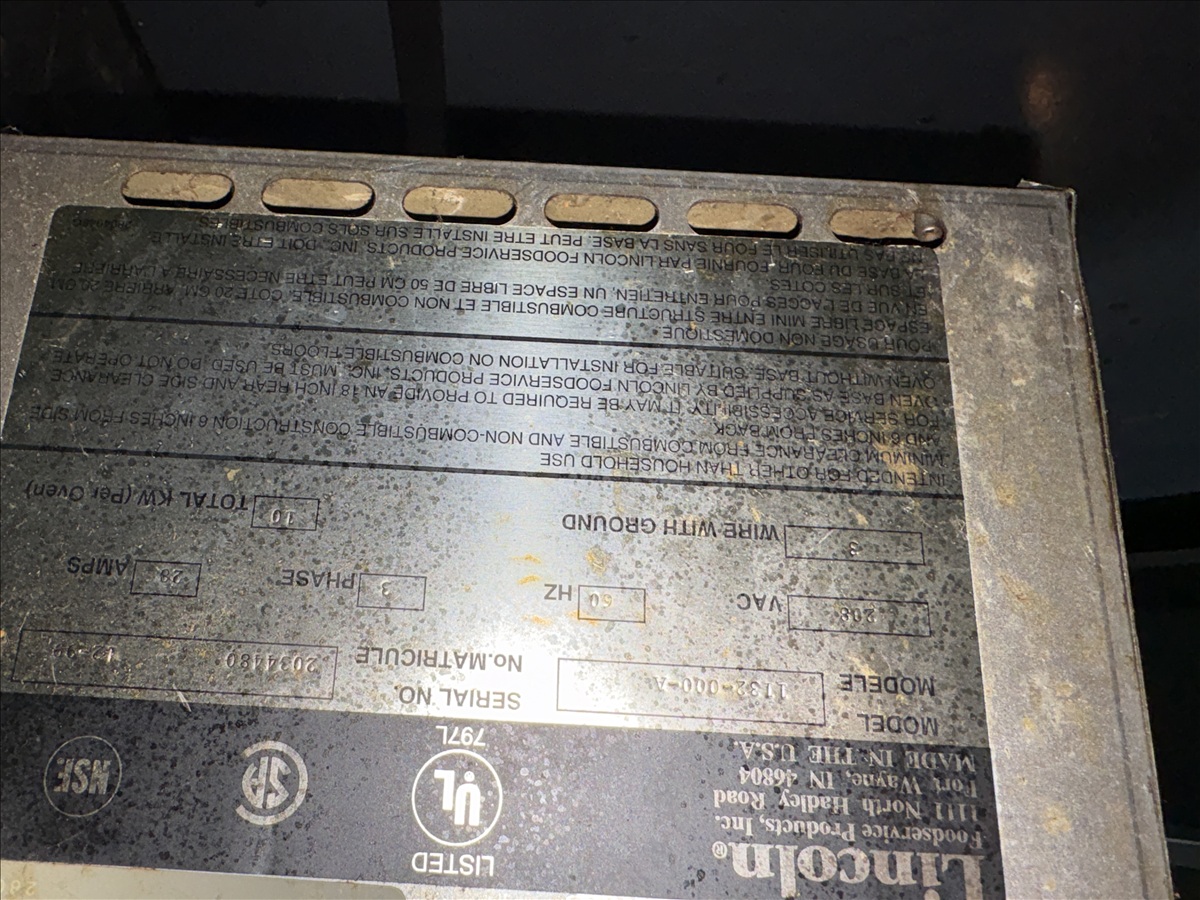 Lincoln®
Foodservice Products, Inc.
1111 North Hadley Road
Fort Wayne, IN 46804
MADE IN THE U.S.A.
LISTED
UL
797L
SA
NSF
MODEL
MODELE 1132-000-A
SERIAL NO.
No.MATRICULE 2034480 12-99
208 VAC 60 HZ 3 PHASE 29 AMPS
3 WIRE WITH GROUND 10 TOTAL KW (Per Oven)
INTENDED FOR OTHER THAN HOUSEHOLD USE
MINIMUM CLEARANCE FROM COMBUSTIBLE AND NON-COMBUSTIBLE CONSTRUCTION 6 INCHES FROM SIDE
AND 6 INCHES FROM BACK
FOR SERVICE ACCESSIBILITY, IT MAY BE REQUIRED TO PROVIDE AN 18 INCH REAR AND SIDE CLEARANCE
OVEN BASE AS SUPPLIED BY LINCOLN FOODSERVICE PRODUCTS, INC. MUST BE USED, DO NOT OPERATE
OVEN WITHOUT BASE. SUITABLE FOR INSTALLATION ON COMBUSTIBLE FLOORS
POUR USAGE NON DOMESTIQUE
ESPACE LIBRE MINI ENTRE STRUCTURE COMBUSTIBLE ET NON COMBUSTIBLE, COTE 20 CM, ARRIERE 20 CM
EN VUE DE L'ACCES POUR ENTRETIEN, UN ESPACE LIBRE DE 50 CM PEUT ETRE NECESSAIRE A L'ARRIERE
ET SUR LES COTES
LA BASE DU FOUR, FOURNIE PAR LINCOLN FOODSERVICE PRODUCTS, INC. DOIT ETRE INSTALLE
NE PAS UTILISER LE FOUR SANS LA BASE. PEUT ETRE INSTALLE SUR SOLS COMBUSTIBLES